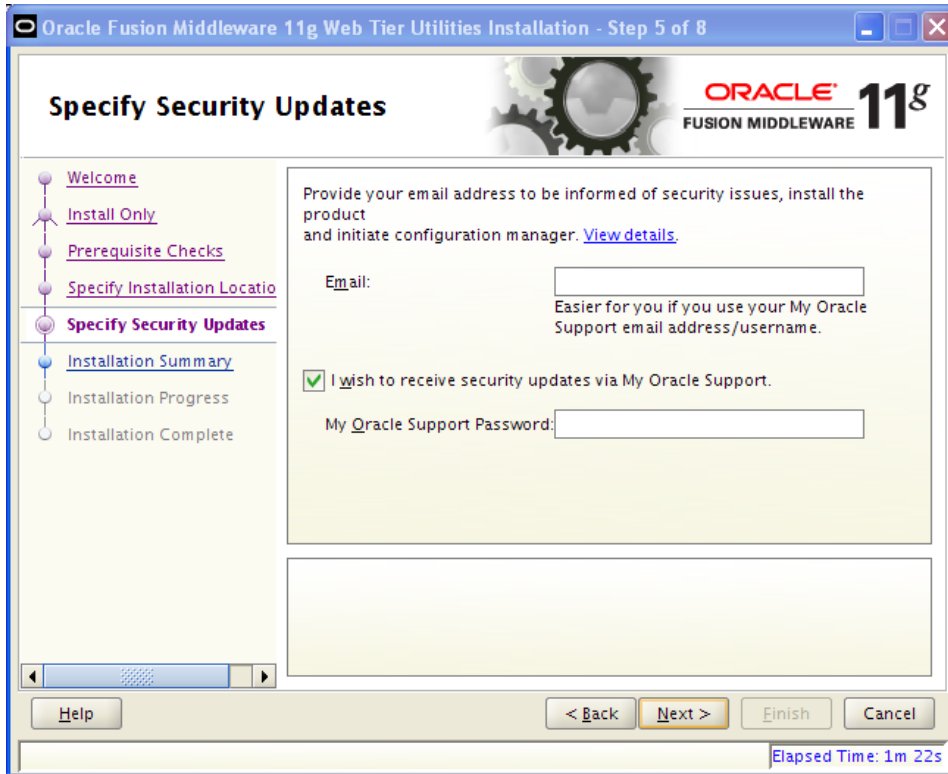 Oracle Fusion Middleware 11g Web Tier Utilities Installation - Step 5 of 8
Specify Security Updates
ORACLE
FUSION MIDDLEWARE
11g
Welcome
Install Only
Prerequisite Checks
Specify Installation Locatio
Specify Security Updates
Installation Summary
Installation Progress
Installation Complete
Provide your email address to be informed of security issues, install the
product
and initiate configuration manager. View details.
Email:
Easier for you if you use your My Oracle
Support email address/username.
I wish to receive security updates via My Oracle Support.
My Oracle Support Password:
Help
< Back
Next >
Finish
Cancel
Elapsed Time: 1m 22s